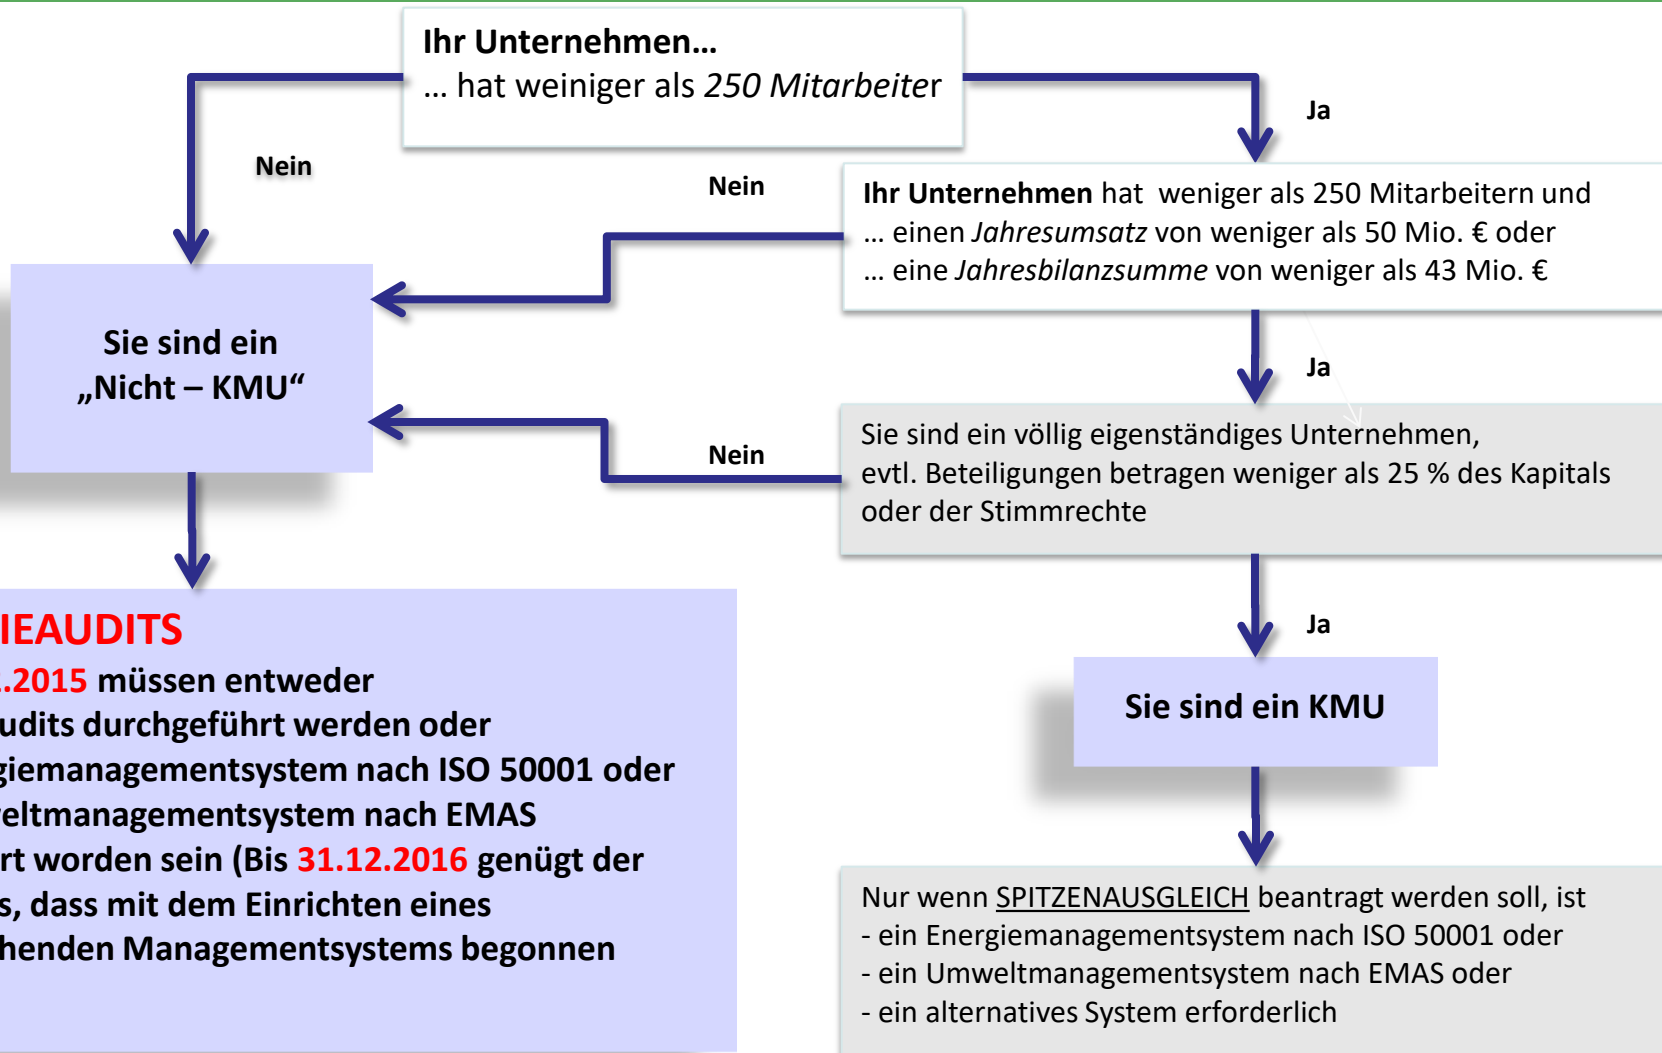 Ihr Unternehmen…
… hat weiniger als 250 Mitarbeiter
Ja
Nein
Nein
Ihr Unternehmen hat weniger als 250 Mitarbeitern und
… einen Jahresumsatz von weniger als 50 Mio. € oder
… eine Jahresbilanzsumme von weniger als 43 Mio. €
Sie sind ein
„Nicht – KMU“
Ja
Nein
Sie sind ein völlig eigenständiges Unternehmen,
evtl. Beteiligungen betragen weniger als 25 % des Kapitals
oder der Stimmrechte
Ja
IEAUDITS
.2015 müssen entweder
udits durchgeführt werden oder
giemanagementsystem nach ISO 50001 oder
eltmanagementsystem nach EMAS
rt worden sein (Bis 31.12.2016 genügt der
s, dass mit dem Einrichten eines
henden Managementsystems begonnen
Sie sind ein KMU
Nur wenn SPITZENAUSGLEICH beantragt werden soll, ist
- ein Energiemanagementsystem nach ISO 50001 oder
- ein Umweltmanagementsystem nach EMAS oder
- ein alternatives System erforderlich